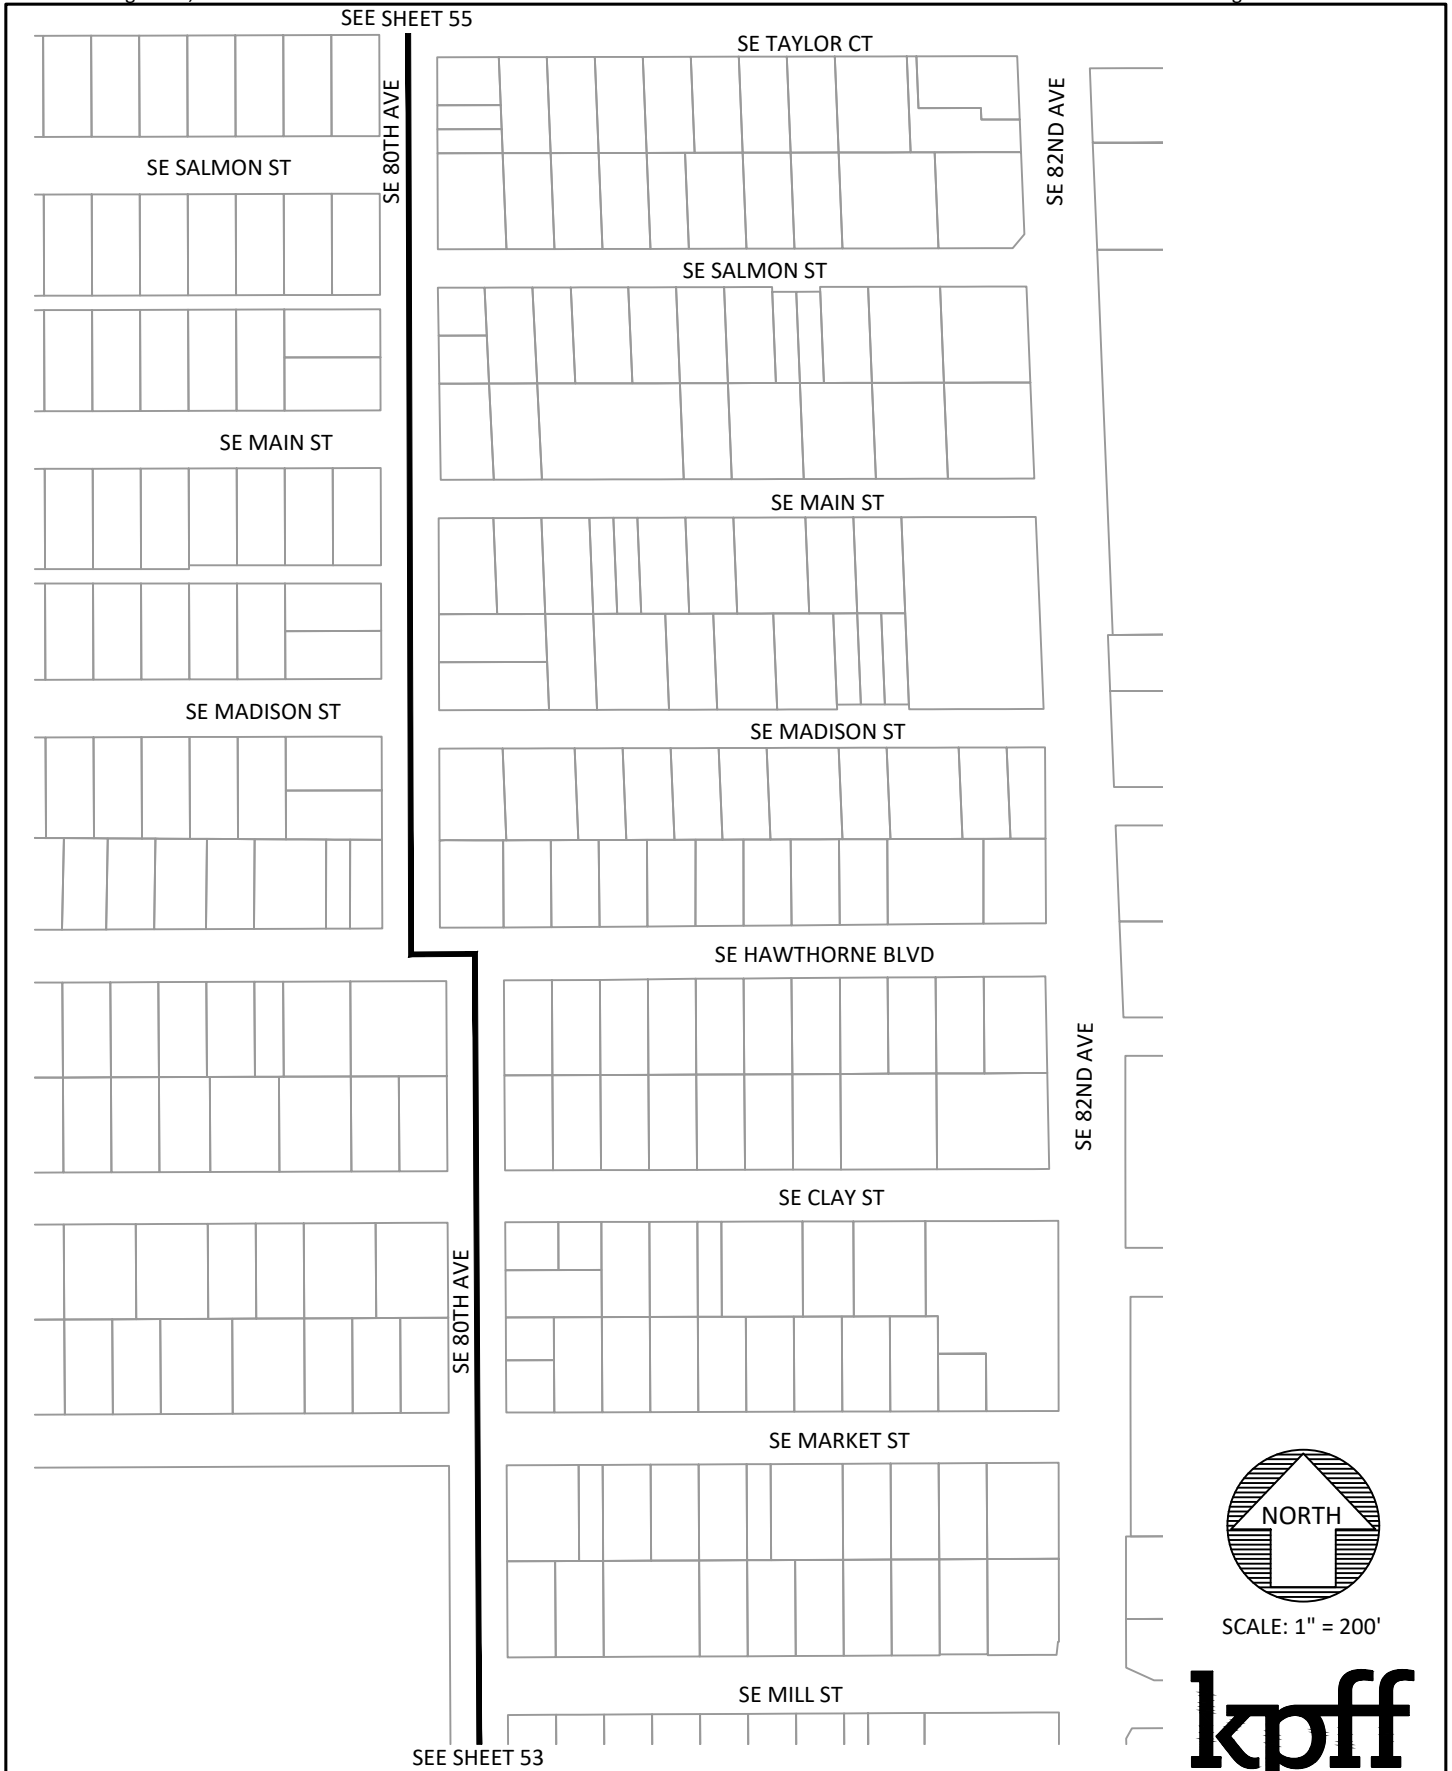 SEE SHEET 55
SE TAYLOR CT
SE 80TH AVE
SE 82ND AVE
SE SALMON ST
SE SALMON ST
SE MAIN ST
SE MAIN ST
SE MADISON ST
SE MADISON ST
SE HAWTHORNE BLVD
SE 82ND AVE
SE CLAY ST
SE 80TH AVE
SE MARKET ST
NORTH
SCALE: 1" = 200'
SE MILL ST
kpff
SEE SHEET 53